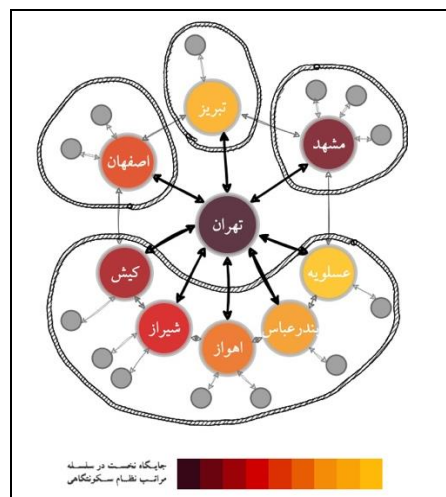 تبریز
اصفهان
مشهد
تهران
کیش
عسلویه
شیراز
بندرعباس
اهواز
جایگاه نخست در سلسله
مراتب نظام سکونتگاهی